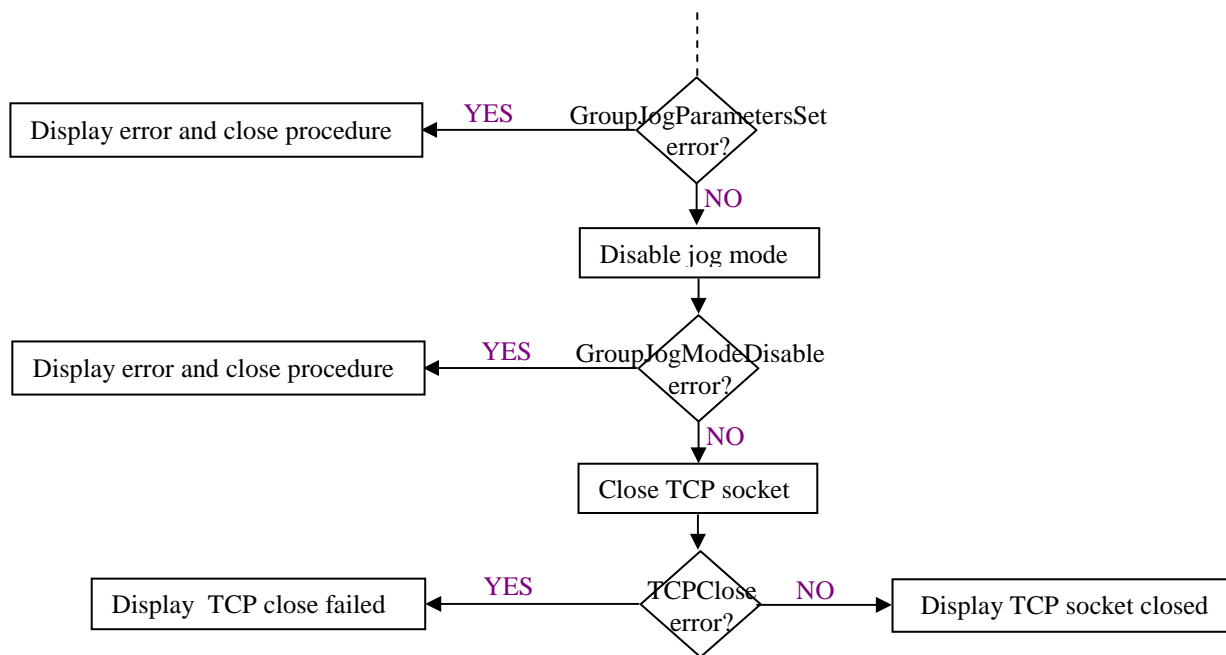 YES
GroupJogParametersSet
Display error and close procedure
error?
NO
Disable jog mode
YES
GroupJogModeDisable
Display error and close procedure
error?
NO
Close TCP socket
YES
TCPClose
NO
Display TCP close failed
error?
Display TCP socket closed